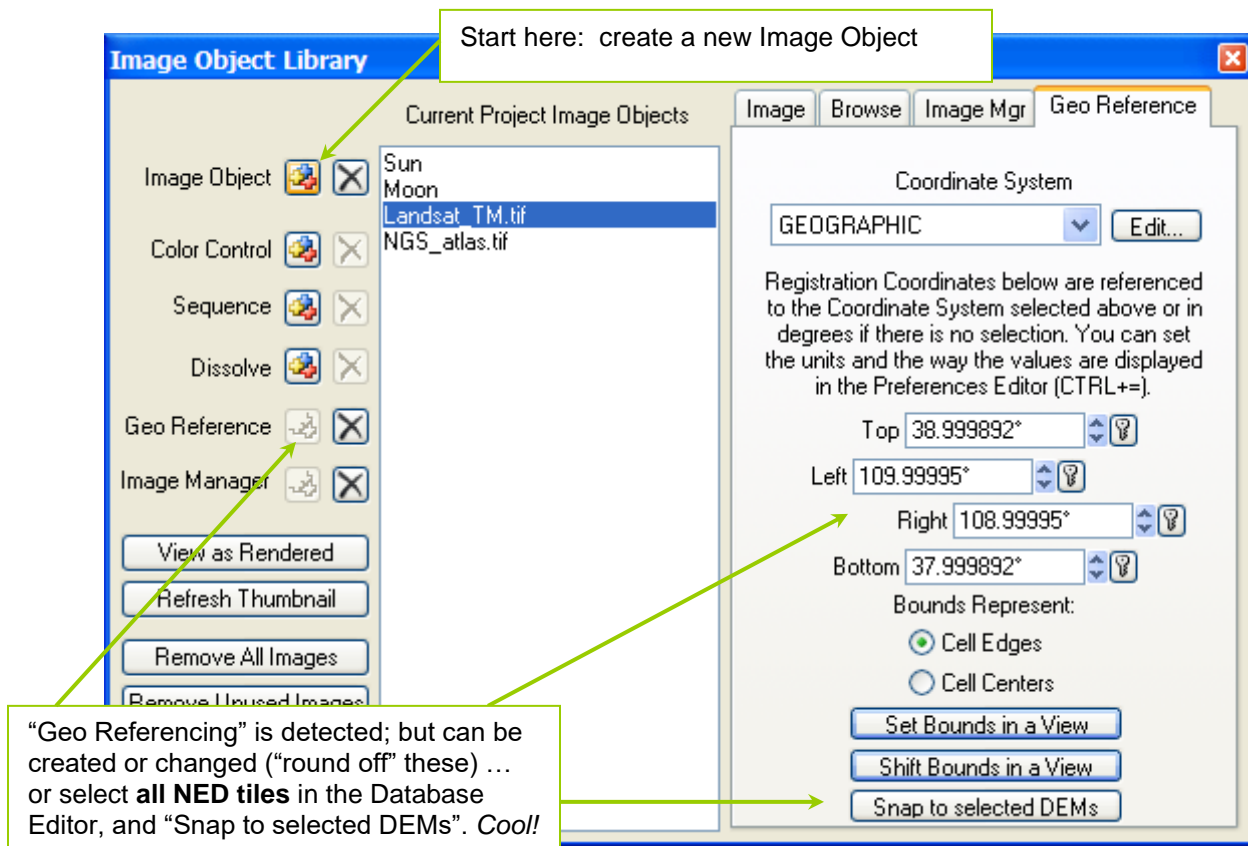 Start here:  create a new Image Object
Image Object Library
Current Project Image Objects
Image
Browse
Image Mgr
Geo Reference
Image Object
Color Control
Sequence
Dissolve
Geo Reference
Image Manager
View as Rendered
Refresh Thumbnail
Remove All Images
Remove Unused Images
Sun
Moon
Landsat_TM.tif
NGS_atlas.tif
Coordinate System
GEOGRAPHIC
Edit...
Registration Coordinates below are referenced
to the Coordinate System selected above or in
degrees if there is no selection. You can set
the units and the way the values are displayed
in the Preferences Editor (CTRL+=).
Top 38.999892°
Left 109.99995°
Right 108.99995°
Bottom 37.999892°
Bounds Represent:
Cell Edges
Cell Centers
Set Bounds in a View
Shift Bounds in a View
Snap to selected DEMs
“Geo Referencing” is detected; but can be
created or changed (“round off” these) …
or select all NED tiles in the Database
Editor, and “Snap to selected DEMs”. Cool!